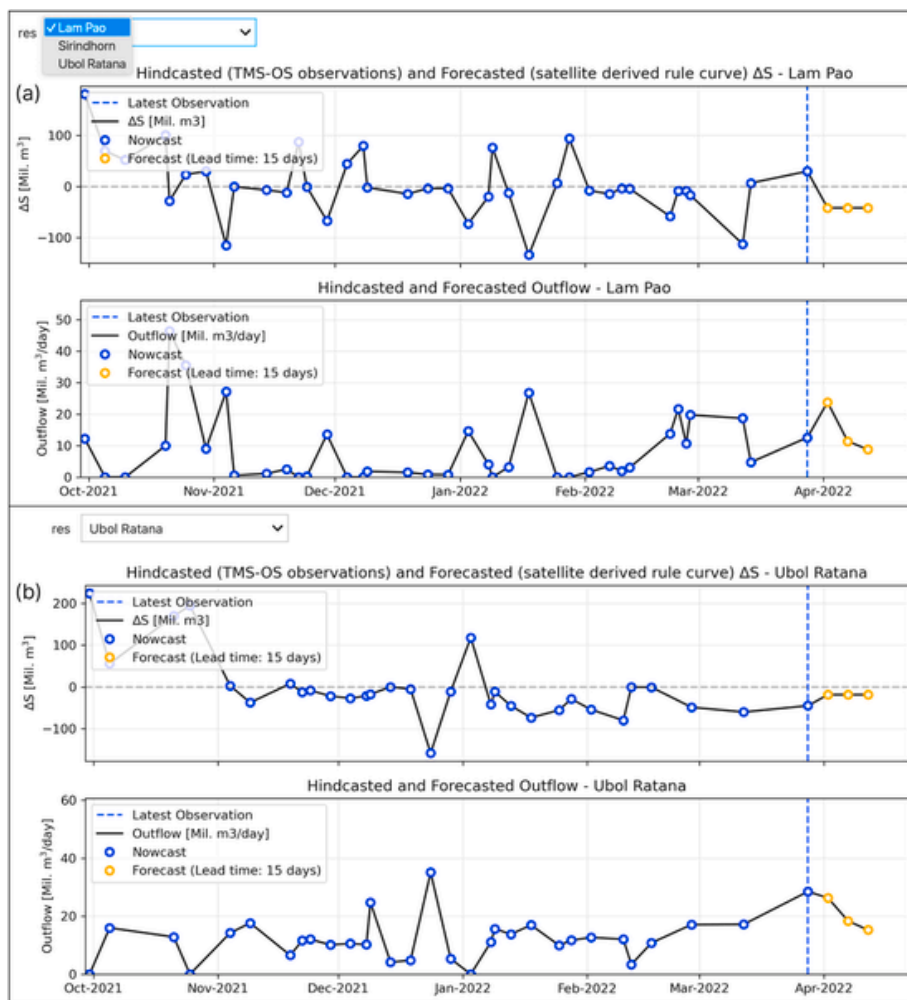 res
✓ Lam Pao
Sirindhorn
Ubol Ratana
(a)
Hindcasted (TMS-OS observations) and Forecasted (satellite derived rule curve) ΔS - Lam Pao
Latest Observation
ΔS [Mil. m3]
Nowcast
Forecast (Lead time: 15 days)
ΔS [Mil. m³]
100
0
−100
Hindcasted and Forecasted Outflow - Lam Pao
Latest Observation
Outflow [Mil. m3/day]
Nowcast
Forecast (Lead time: 15 days)
Outflow [Mil. m³/day]
50
40
30
20
10
0
Oct-2021 Nov-2021 Dec-2021 Jan-2022 Feb-2022 Mar-2022 Apr-2022
res Ubol Ratana
(b)
Hindcasted (TMS-OS observations) and Forecasted (satellite derived rule curve) ΔS - Ubol Ratana
Latest Observation
ΔS [Mil. m3]
Nowcast
Forecast (Lead time: 15 days)
ΔS [Mil. m³]
200
100
0
−100
Hindcasted and Forecasted Outflow - Ubol Ratana
Latest Observation
Outflow [Mil. m3/day]
Nowcast
Forecast (Lead time: 15 days)
Outflow [Mil. m³/day]
60
40
20
0
Oct-2021 Nov-2021 Dec-2021 Jan-2022 Feb-2022 Mar-2022 Apr-2022